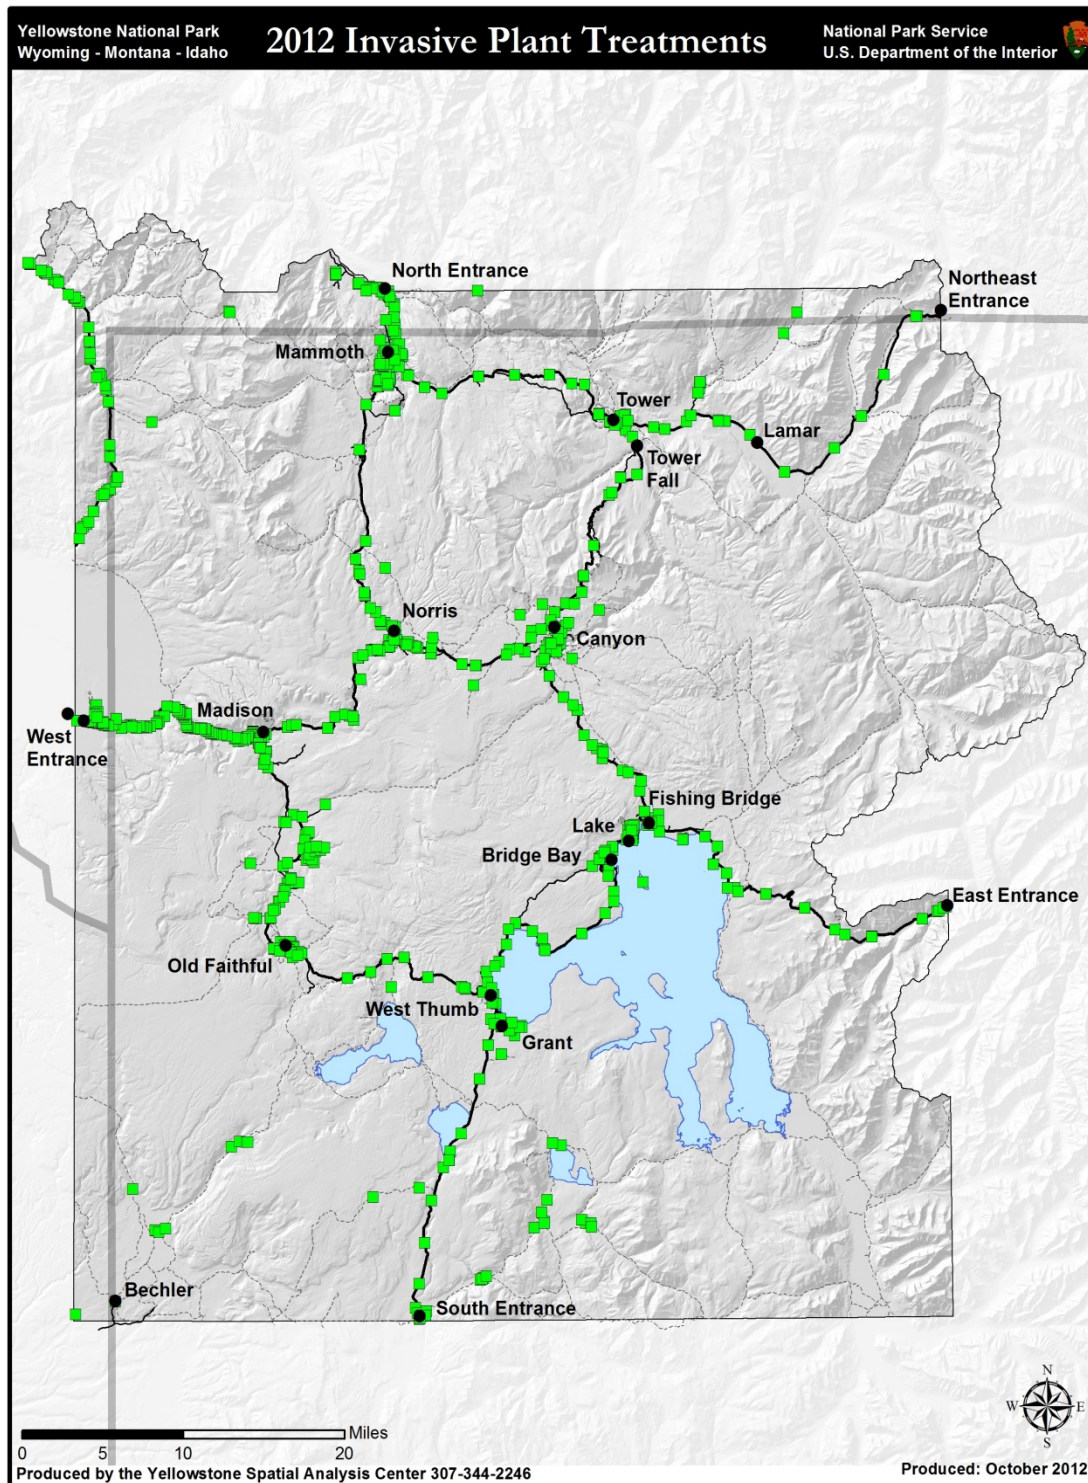 Yellowstone National Park
Wyoming - Montana - Idaho
2012 Invasive Plant Treatments
National Park Service
U.S. Department of the Interior
North Entrance
Northeast
Entrance
Mammoth
Tower
Lamar
Tower
Fall
Norris
Canyon
Madison
West
Entrance
Fishing Bridge
Lake
Bridge Bay
East Entrance
Old Faithful
West Thumb
Grant
Bechler
South Entrance
N
W
E
S
Miles
0
5
10
20
Produced by the Yellowstone Spatial Analysis Center 307-344-2246
Produced: October 2012